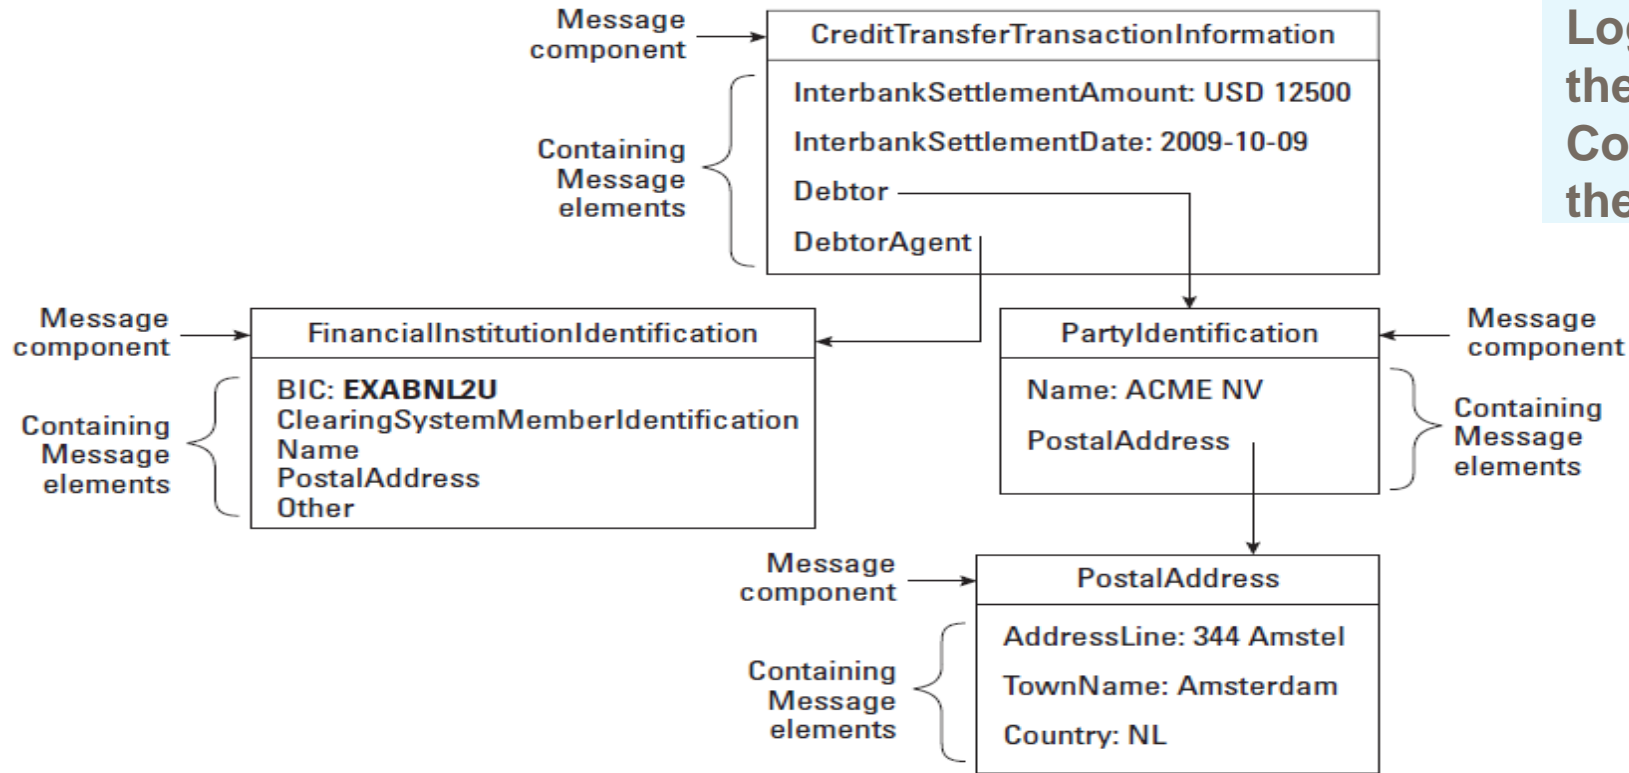 Message
component
CreditTransferTransactionInformation
Containing
Message
elements
InterbankSettlementAmount: USD 12500
InterbankSettlementDate: 2009-10-09
Debtor
DebtorAgent
the
the
Message
component
FinancialInstitutionIdentification
Containing
Message
elements
BIC: EXABNL2U
ClearingSystemMemberIdentification
Name
PostalAddress
Other
PartyIdentification
Message
component
Name: ACME NV
PostalAddress
Containing
Message
elements
Message
component
PostalAddress
Containing
Message
elements
AddressLine: 344 Amstel
TownName: Amsterdam
Country: NL